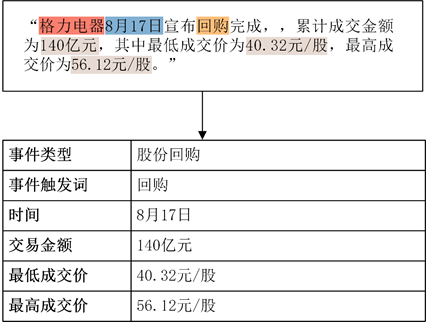 “格力电器8月17日宣布回购完成，，累计成交金额
为140亿元，其中最低成交价为40.32元/股，最高成
交价为56.12元/股。”
事件类型 股份回购
事件触发词 回购
时间 8月17日
交易金额 140亿元
最低成交价 40.32元/股
最高成交价 56.12元/股